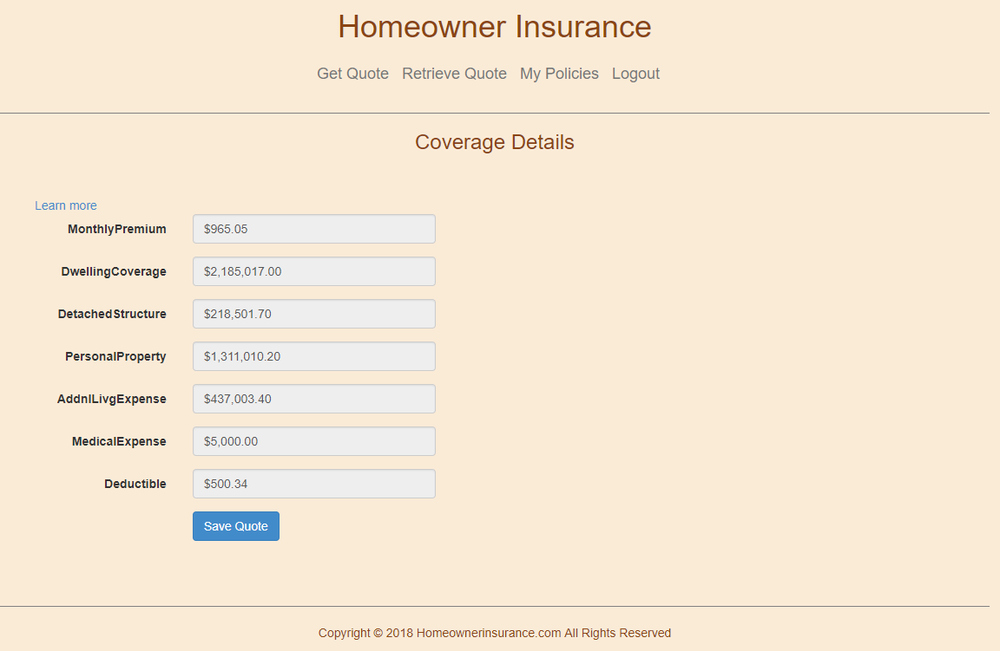 Homeowner Insurance
Get Quote Retrieve Quote My Policies Logout
Coverage Details
Learn more
MonthlyPremium $965.05
DwellingCoverage $2,185,017.00
DetachedStructure $218,501.70
PersonalProperty $1,311,010.20
AddnlLivgExpense $437,003.40
MedicalExpense $5,000.00
Deductible $500.34
Save Quote
Copyright © 2018 Homeownerinsurance.com All Rights Reserved